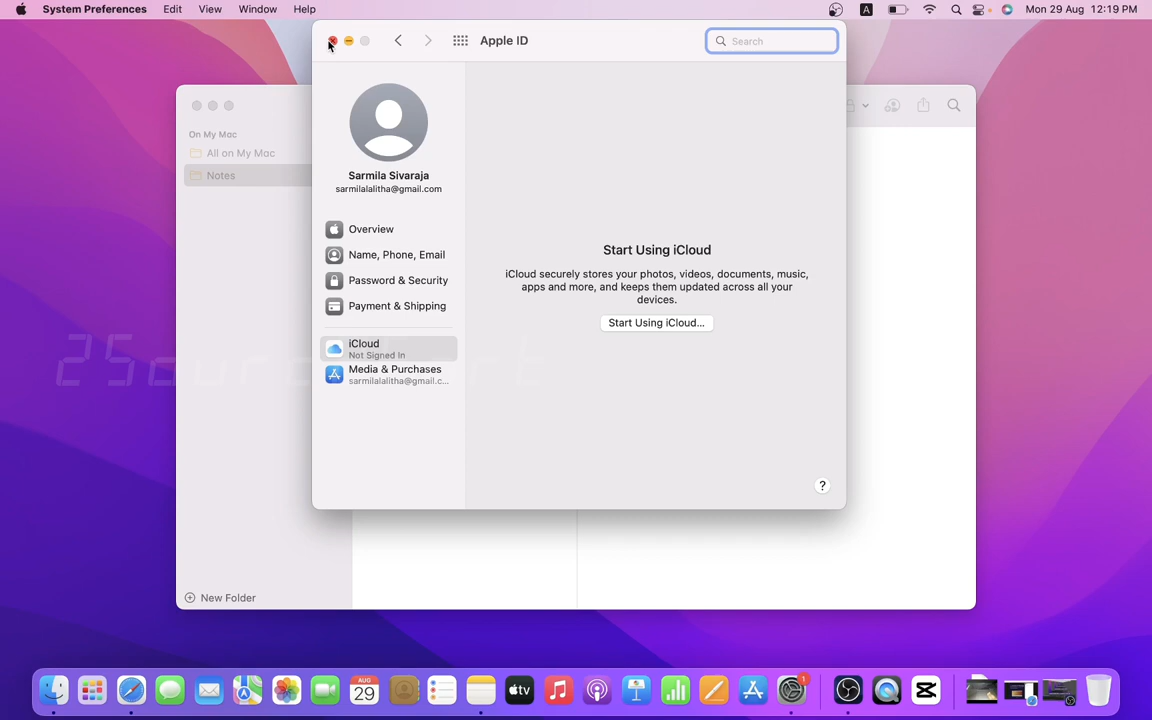 System Preferences Edit View Window Help
A
Mon 29 Aug 12:19 PM
Apple ID
Search
On My Mac
All on My Mac
Notes
Sarmila Sivaraja
sarmilalalitha@gmail.com
Overview
Name, Phone, Email
Password & Security
Payment & Shipping
iCloud
Not Signed In
Media & Purchases
sarmilalalitha@gmail.c...
Start Using iCloud
iCloud securely stores your photos, videos, documents, music,
apps and more, and keeps them updated across all your
devices.
Start Using iCloud...
?
New Folder
AUG
29
tv
1